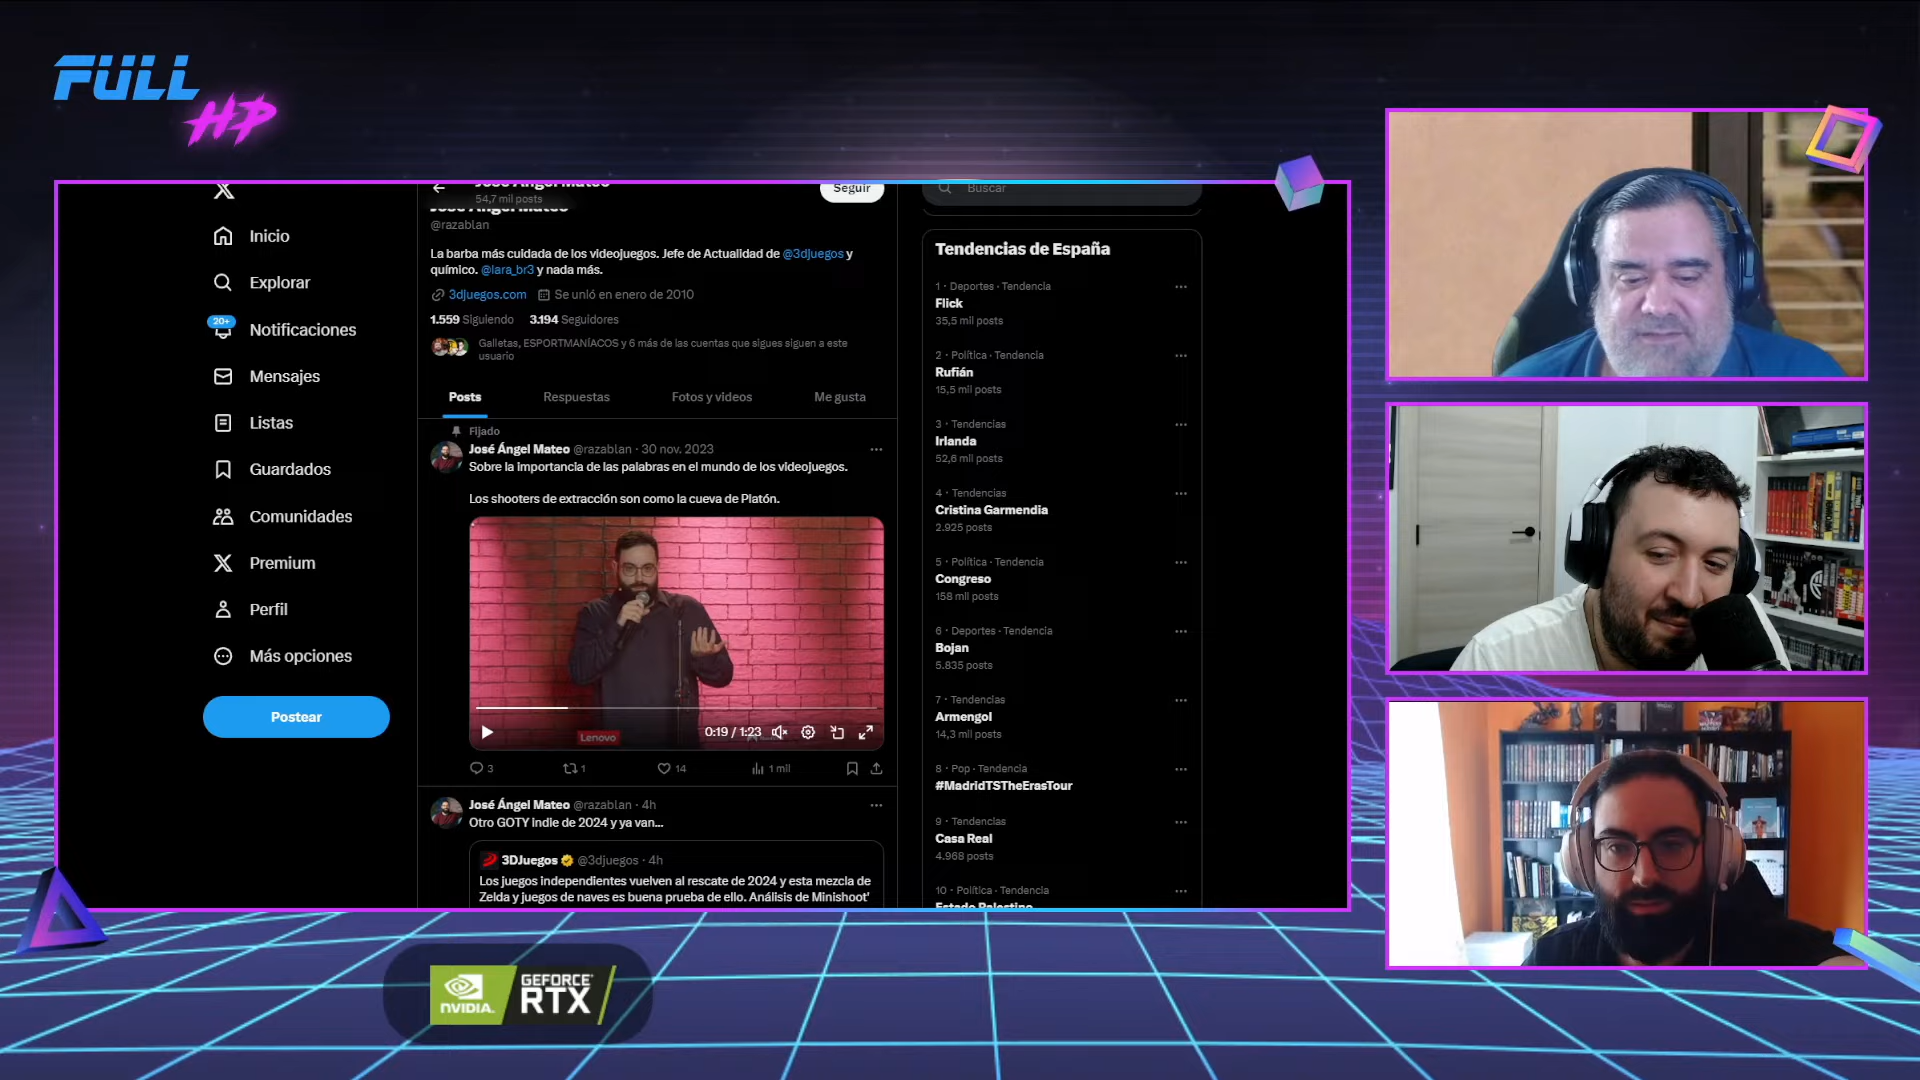 FULL
HP
Inicio
Explorar
20+
Notificaciones
Mensajes
Listas
Guardados
Comunidades
Premium
Perfil
Más opciones
Postear
José Ángel Mateo
54,7 mil posts
Seguir
José Ángel Mateo
@razablan
La barba más cuidada de los videojuegos. Jefe de Actualidad de @3djuegos y
químico. @lara_br3 y nada más.
3djuegos.com Se unió en enero de 2010
1.559 Siguiendo 3.194 Seguidores
Galletas, ESPORTMANÍACOS y 6 más de las cuentas que sigues siguen a este
usuario
Posts Respuestas Fotos y videos Me gusta
Fijado
José Ángel Mateo @razablan · 30 nov. 2023
Sobre la importancia de las palabras en el mundo de los videojuegos.
Los shooters de extracción son como la cueva de Platón.
Lenovo
0:19 / 1:23
3 1 14 1 mil
José Ángel Mateo @razablan · 4h
Otro GOTY indie de 2024 y ya van...
3DJuegos @3djuegos · 4h
Los juegos independientes vuelven al rescate de 2024 y esta mezcla de
Zelda y juegos de naves es buena prueba de ello. Análisis de Minishoot'
Buscar
Tendencias de España
1 · Deportes · Tendencia
Flick
35,5 mil posts
2 · Política · Tendencia
Rufián
15,5 mil posts
3 · Tendencias
Irlanda
52,6 mil posts
4 · Tendencias
Cristina Garmendia
2.925 posts
5 · Política · Tendencia
Congreso
158 mil posts
6 · Deportes · Tendencia
Bojan
5.835 posts
7 · Tendencias
Armengol
14,3 mil posts
8 · Pop · Tendencia
#MadridTSTheErasTour
9 · Tendencias
Casa Real
4.968 posts
10 · Política · Tendencia
Estado Palestino
NVIDIA.
GEFORCE
RTX